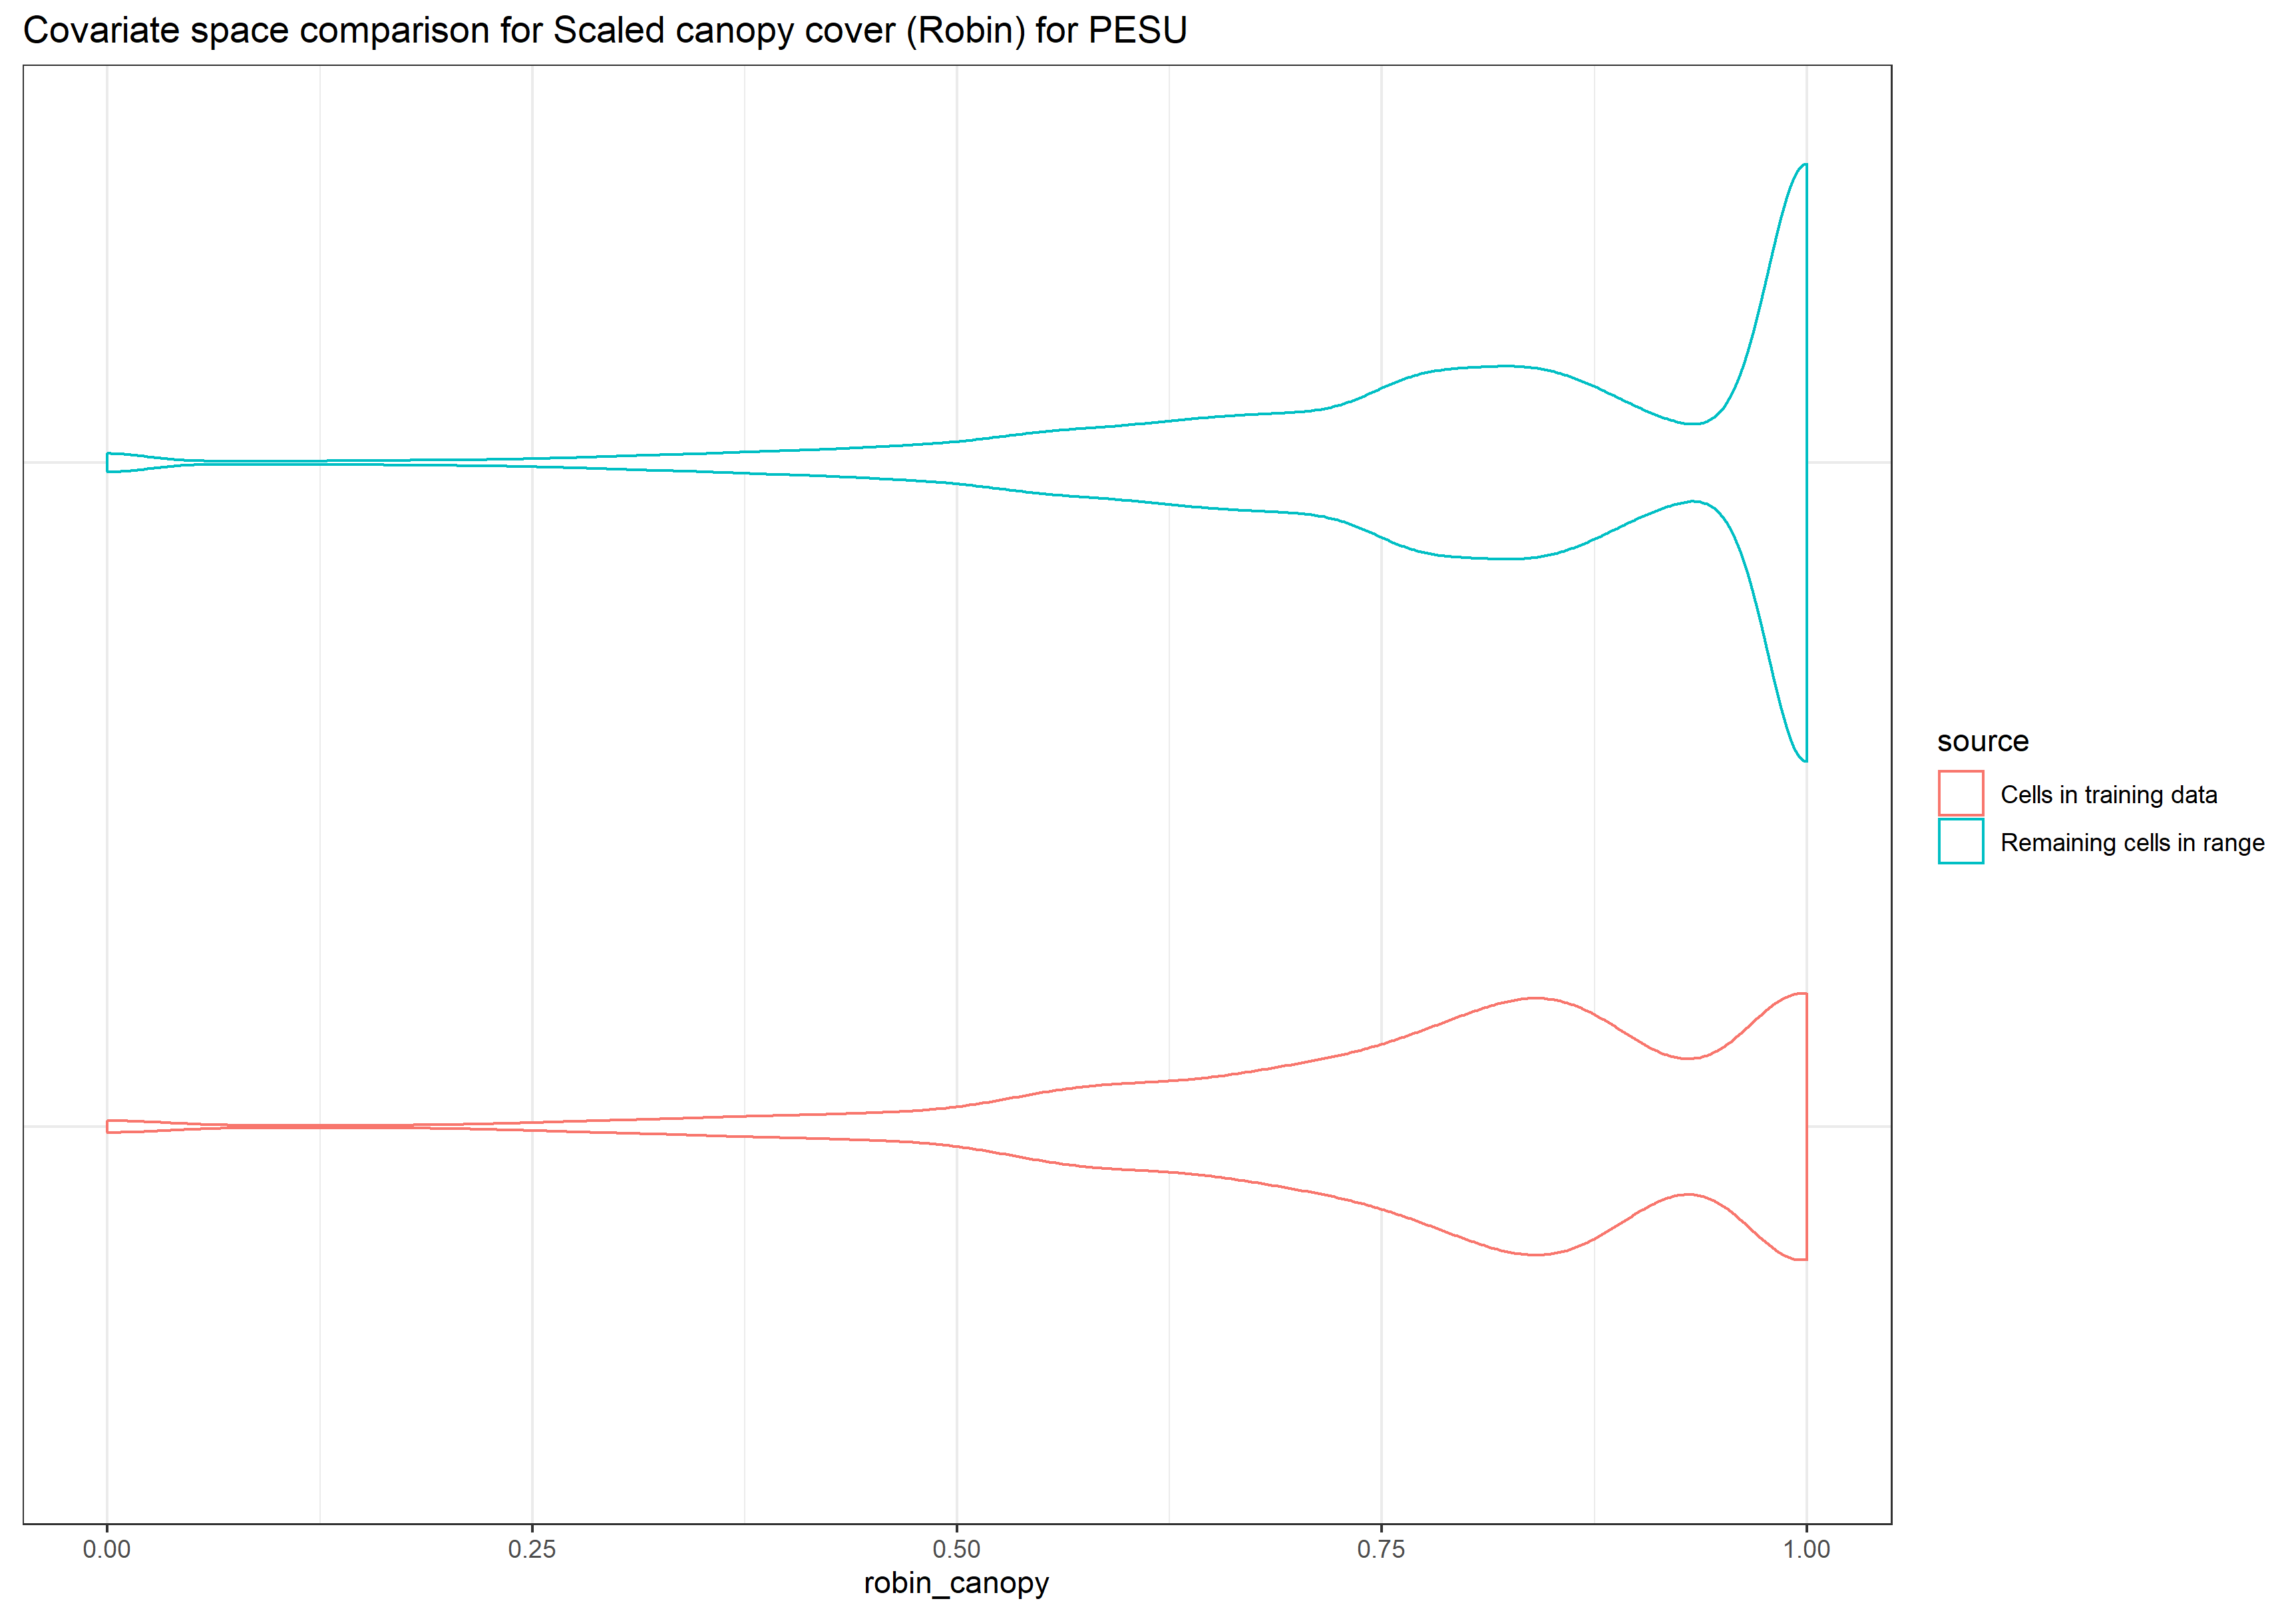 Covariate space comparison for Scaled canopy cover (Robin) for PESU
source
Cells in training data
Remaining cells in range
0.00 0.25 0.50 0.75 1.00
robin_canopy